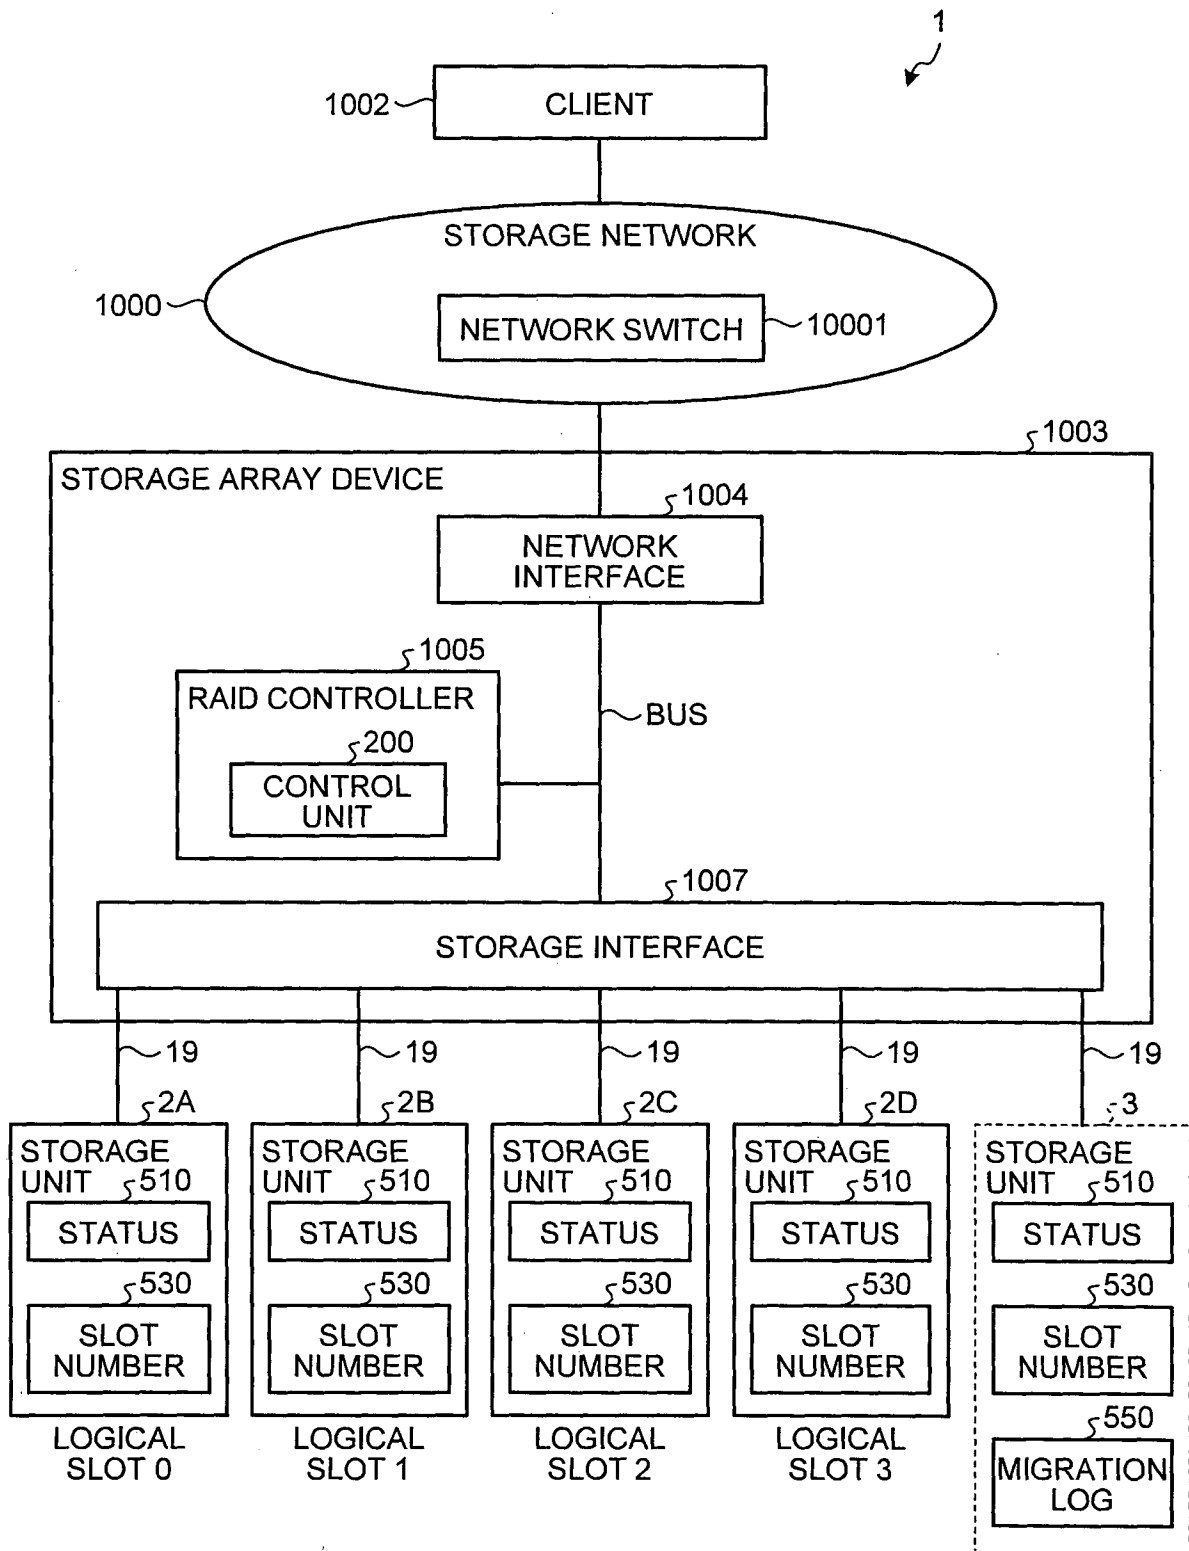 1
1002
CLIENT
STORAGE NETWORK
1000
NETWORK SWITCH
10001
1003
STORAGE ARRAY DEVICE
1004
NETWORK
INTERFACE
1005
RAID CONTROLLER
BUS
200
CONTROL
UNIT
1007
STORAGE INTERFACE
19 19 19 19 19
2A 2B 2C 2D 3
STORAGE STORAGE STORAGE STORAGE STORAGE
UNIT 510 UNIT 510 UNIT 510 UNIT 510 UNIT 510
STATUS STATUS STATUS STATUS STATUS
530 530 530 530 530
SLOT SLOT SLOT SLOT SLOT
NUMBER NUMBER NUMBER NUMBER NUMBER
550
LOGICAL LOGICAL LOGICAL LOGICAL
SLOT 0 SLOT 1 SLOT 2 SLOT 3
MIGRATION
LOG